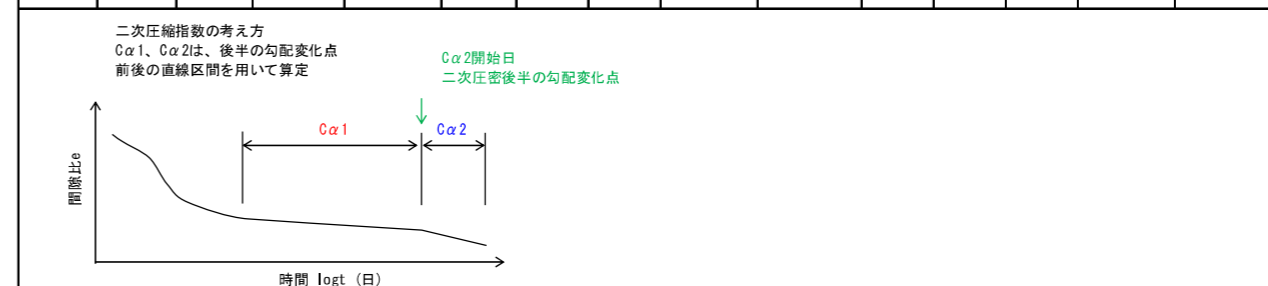 二次圧縮指数の考え方
Cα1、Cα2は、後半の勾配変化点
前後の直線区間を用いて算定
Cα2開始日
二次圧密後半の勾配変化点
Cα1
Cα2
間隙比e
時間 logt (日)